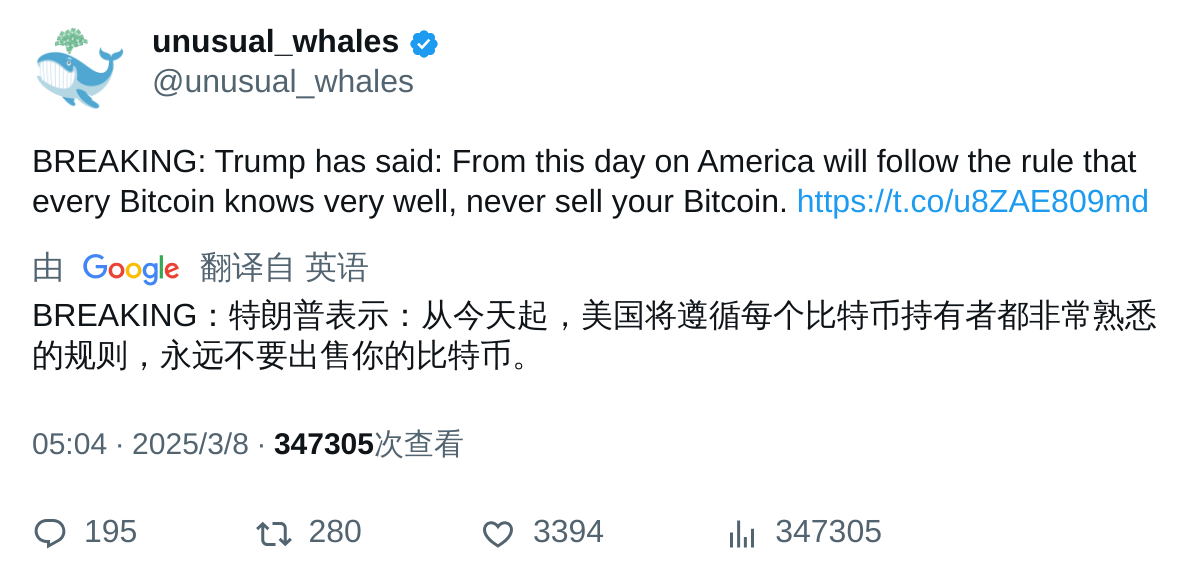 unusual_whales
@unusual_whales
BREAKING: Trump has said: From this day on America will follow the rule that
every Bitcoin knows very well, never sell your Bitcoin. https://t.co/u8ZAE809md
由 Google 翻译自 英语
BREAKING：特朗普表示：从今天起，美国将遵循每个比特币持有者都非常熟悉
的规则，永远不要出售你的比特币。
05:04 · 2025/3/8 · 347305次查看
195 280 3394 347305